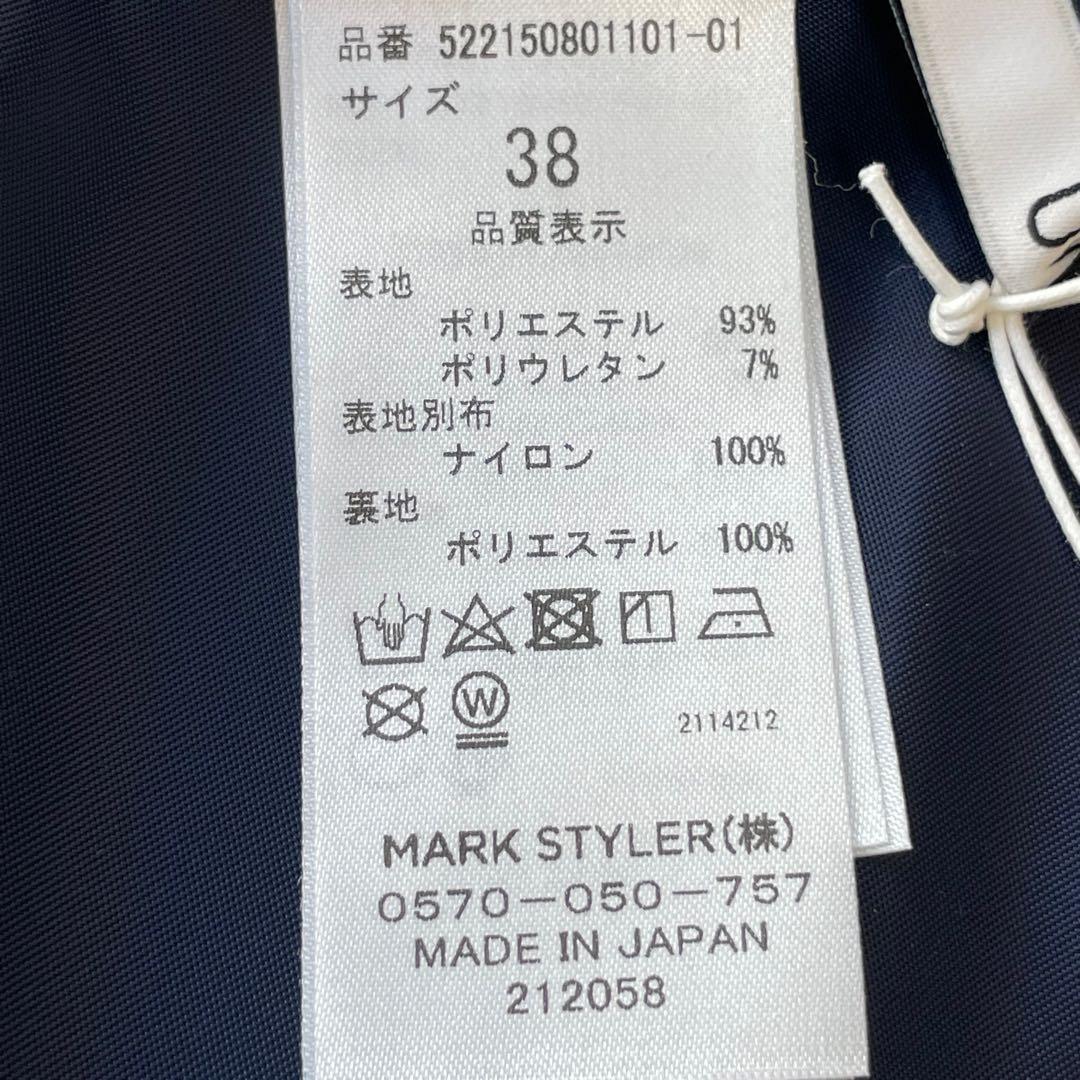 品番 522150801101-01
サイズ
38
品質表示
表地
ポリエステル 93%
ポリウレタン 7%
表地別布
ナイロン 100%
裏地
ポリエステル 100%
W
2114212
MARK STYLER(株)
0570-050-757
MADE IN JAPAN
212058